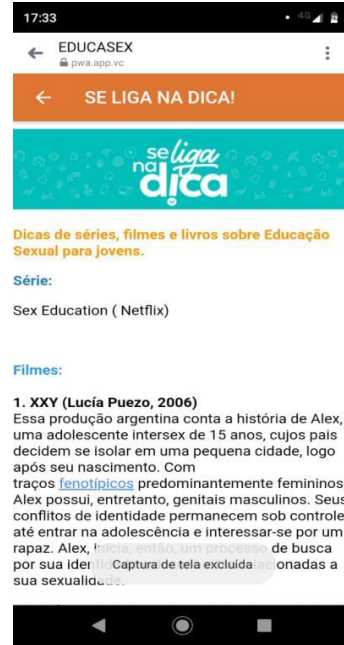 17:33
4G
EDUCASEX
pwa.app.vc
SE LIGA NA DICA!
se liga
na
dica
Dicas de séries, filmes e livros sobre Educação
Sexual para jovens.
Série:
Sex Education ( Netflix)
Filmes:
1. XXY (Lucía Puezo, 2006)
Essa produção argentina conta a história de Alex,
uma adolescente intersex de 15 anos, cujos pais
decidem se isolar em uma pequena cidade, logo
após seu nascimento. Com
traços fenotípicos predominantemente femininos
Alex possui, entretanto, genitais masculinos. Seus
conflitos de identidade permanecem sob controle
até entrar na adolescência e interessar-se por um
rapaz. Alex, inicia, então, um processo de busca
por sua iden
Captura de tela excluída
onadas a
sua sexualidade.